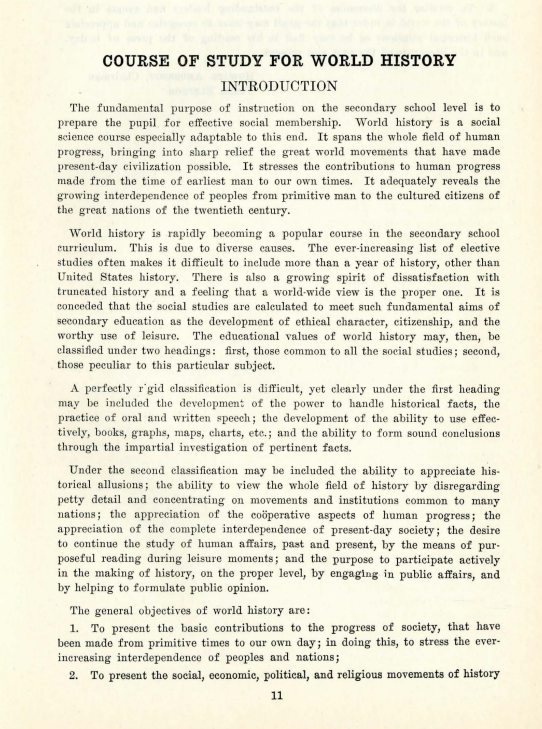 COURSE OF STUDY FOR WORLD HISTORY
INTRODUCTION
The fundamental purpose of instruction on the secondary school level is to
prepare the pupil for effective social membership. World history is a social
science course especially adaptable to this end. It spans the whole field of human
progress, bringing into sharp relief the great world movements that have made
present-day civilization possible. It stresses the contributions to human progress
made from the time of earliest man to our own times. It adequately reveals the
growing interdependence of peoples from primitive man to the cultured citizens of
the great nations of the twentieth century.
World history is rapidly becoming a popular course in the secondary school
curriculum. This is due to diverse causes. The ever-increasing list of elective
studies often makes it difficult to include more than a year of history, other than
United States history. There is also a growing spirit of dissatisfaction with
truncated history and a feeling that a world-wide view is the proper one. It is
conceded that the social studies are calculated to meet such fundamental aims of
secondary education as the development of ethical character, citizenship, and the
worthy use of leisure. The educational values of world history may, then, be
classified under two headings: first, those common to all the social studies; second,
those peculiar to this particular subject.
A perfectly r'gid classification is difficult, yet clearly under the first heading
may be included the development of the power to handle historical facts, the
practice of oral and written speech; the development of the ability to use effec-
tively, books, graphs, maps, charts, etc.; and the ability to form sound conclusions
through the impartial investigation of pertinent facts.
Under the second classification may be included the ability to appreciate his-
torical allusions; the ability to view the whole field of history by disregarding
petty detail and concentrating on movements and institutions common to many
nations; the appreciation of the coöperative aspects of human progress; the
appreciation of the complete interdependence of present-day society; the desire
to continue the study of human affairs, past and present, by the means of pur-
poseful reading during leisure moments; and the purpose to participate actively
in the making of history, on the proper level, by engaging in public affairs, and
by helping to formulate public opinion.
The general objectives of world history are:
1. To present the basic contributions to the progress of society, that have
been made from primitive times to our own day; in doing this, to stress the ever-
increasing interdependence of peoples and nations;
2. To present the social, economic, political, and religious movements of history
11